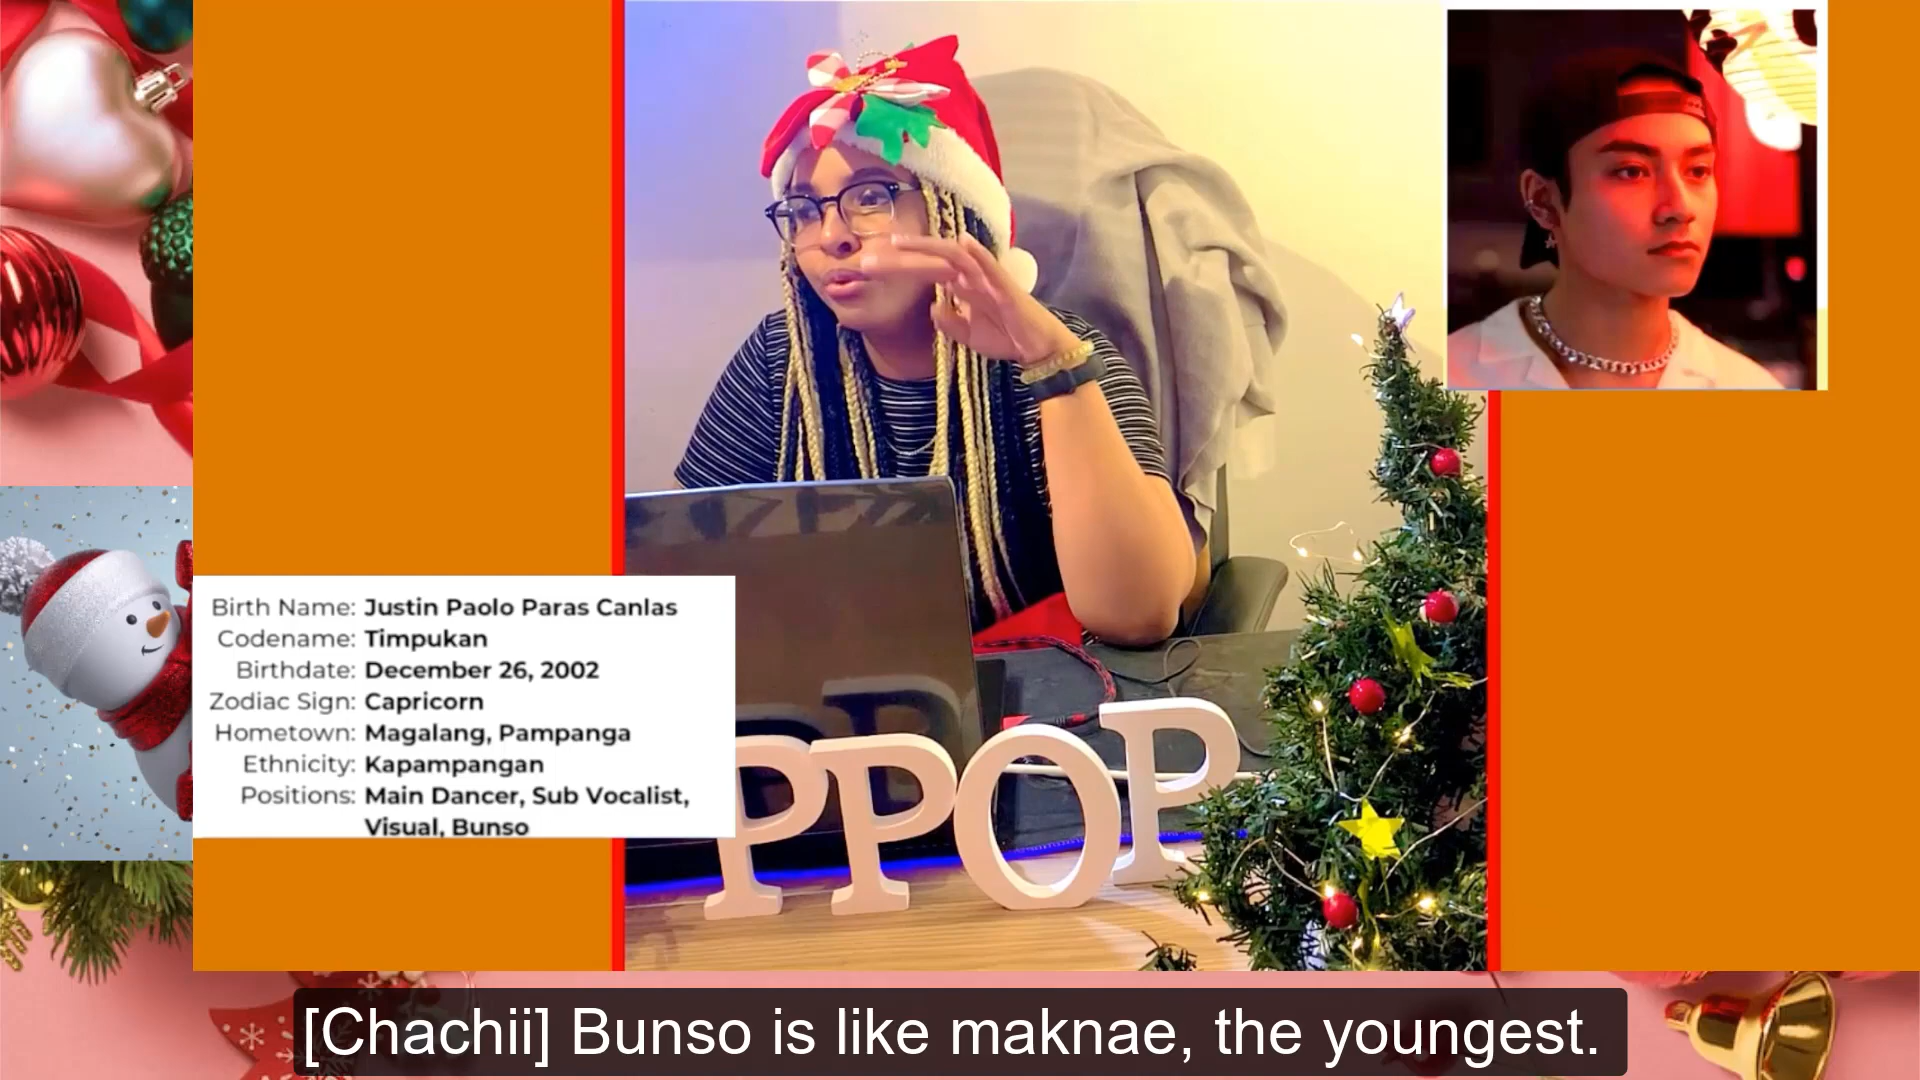 Birth Name: Justin Paolo Paras Canlas
Codename: Timpukan
Birthdate: December 26, 2002
Zodiac Sign: Capricorn
Hometown: Magalang, Pampanga
Ethnicity: Kapampangan
Positions: Main Dancer, Sub Vocalist,
Visual, Bunso
PPOP
[Chachii] Bunso is like maknae, the youngest.